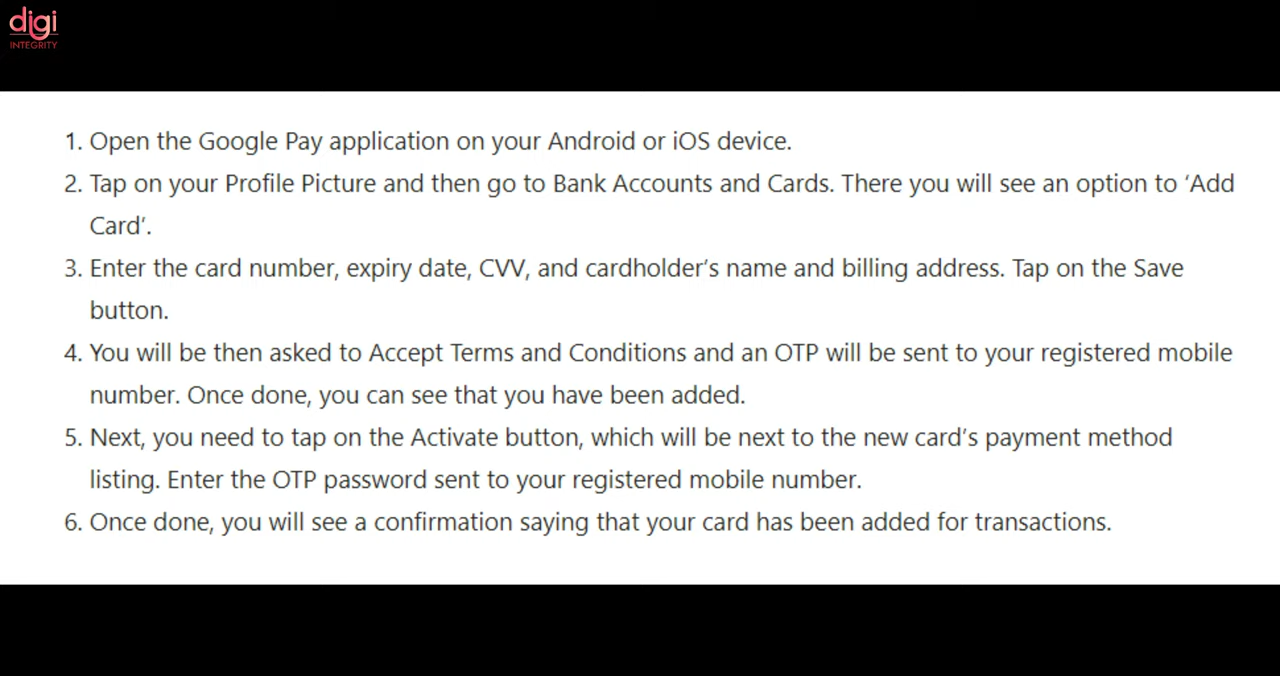 digi
INTEGRITY
1. Open the Google Pay application on your Android or iOS device.
2. Tap on your Profile Picture and then go to Bank Accounts and Cards. There you will see an option to ‘Add
Card’.
3. Enter the card number, expiry date, CVV, and cardholder’s name and billing address. Tap on the Save
button.
4. You will be then asked to Accept Terms and Conditions and an OTP will be sent to your registered mobile
number. Once done, you can see that you have been added.
5. Next, you need to tap on the Activate button, which will be next to the new card’s payment method
listing. Enter the OTP password sent to your registered mobile number.
6. Once done, you will see a confirmation saying that your card has been added for transactions.